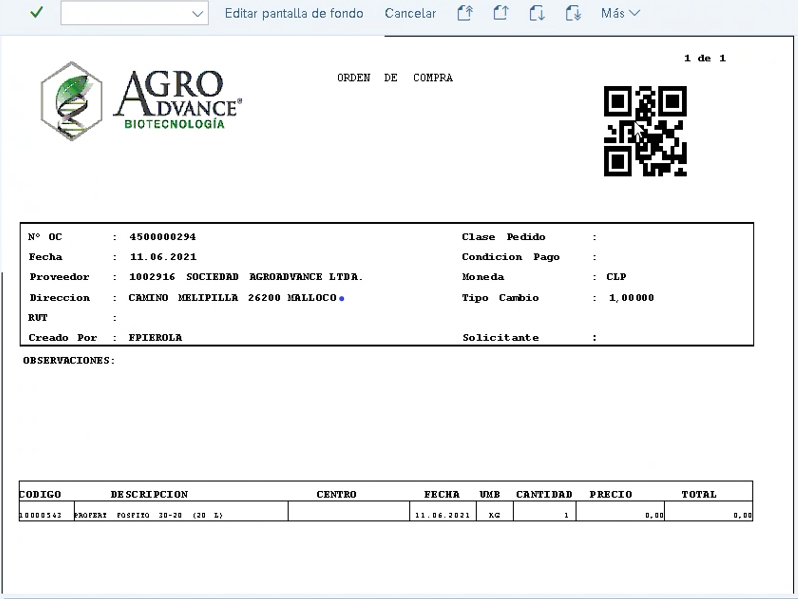 Editar pantalla de fondo Cancelar Más
1 de 1
AGRO
ADVANCE®
BIOTECNOLOGÍA
ORDEN DE COMPRA
N° OC : 4500000294 Clase Pedido :
Fecha : 11.06.2021 Condicion Pago :
Proveedor : 1002916 SOCIEDAD AGROADVANCE LTDA. Moneda : CLP
Direccion : CAMINO MELIPILLA 26200 MALLOCO Tipo Cambio : 1,00000
RUT :
Creado Por : FPIEROLA Solicitante :
OBSERVACIONES:
CODIGO DESCRIPCION CENTRO FECHA UMB CANTIDAD PRECIO TOTAL
10000543 PROFERT FOSFITO 30-20 (20 L) 11.06.2021 KG 1 0,00 0,00